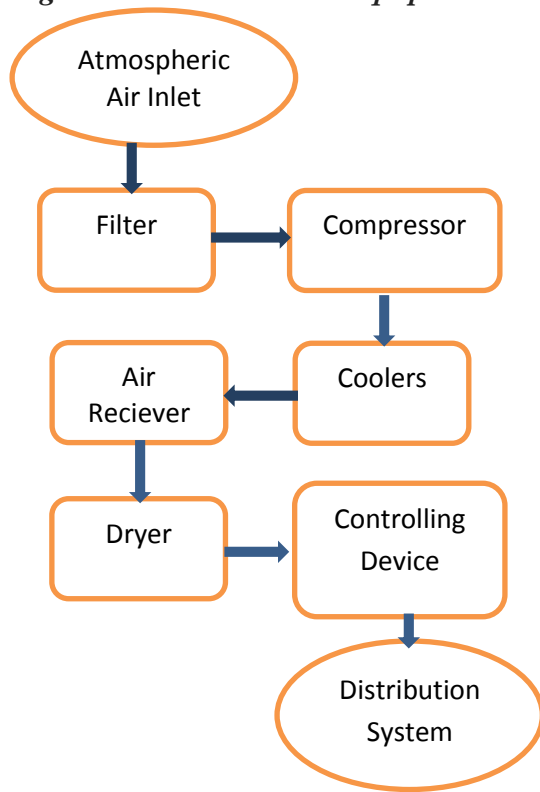 Atmospheric
Air Inlet
Filter
Compressor
Coolers
Air
Reciever
Dryer
Controlling
Device
Distribution
System